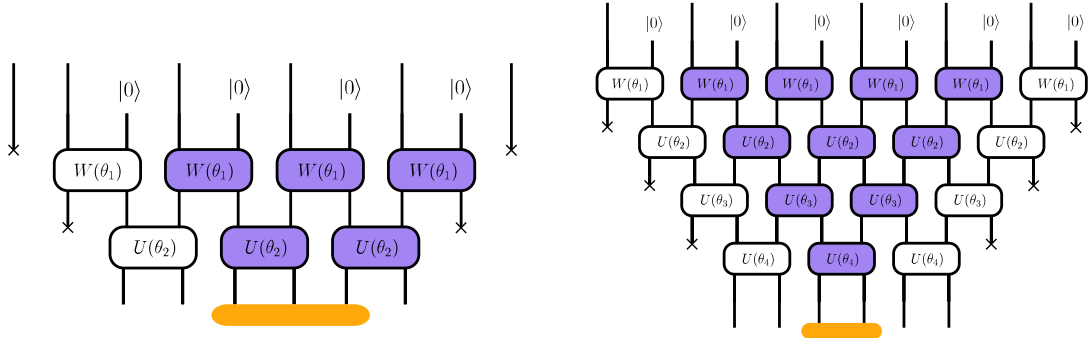 |0⟩ |0⟩ |0⟩ |0⟩
W(θ₁) W(θ₁) W(θ₁) W(θ₁)
U(θ₂) U(θ₂) U(θ₂)
|0⟩ |0⟩ |0⟩ |0⟩ |0⟩ |0⟩
W(θ₁) W(θ₁) W(θ₁) W(θ₁) W(θ₁) W(θ₁)
U(θ₂) U(θ₂) U(θ₂) U(θ₂) U(θ₂)
U(θ₃) U(θ₃) U(θ₃) U(θ₃)
U(θ₄) U(θ₄) U(θ₄)